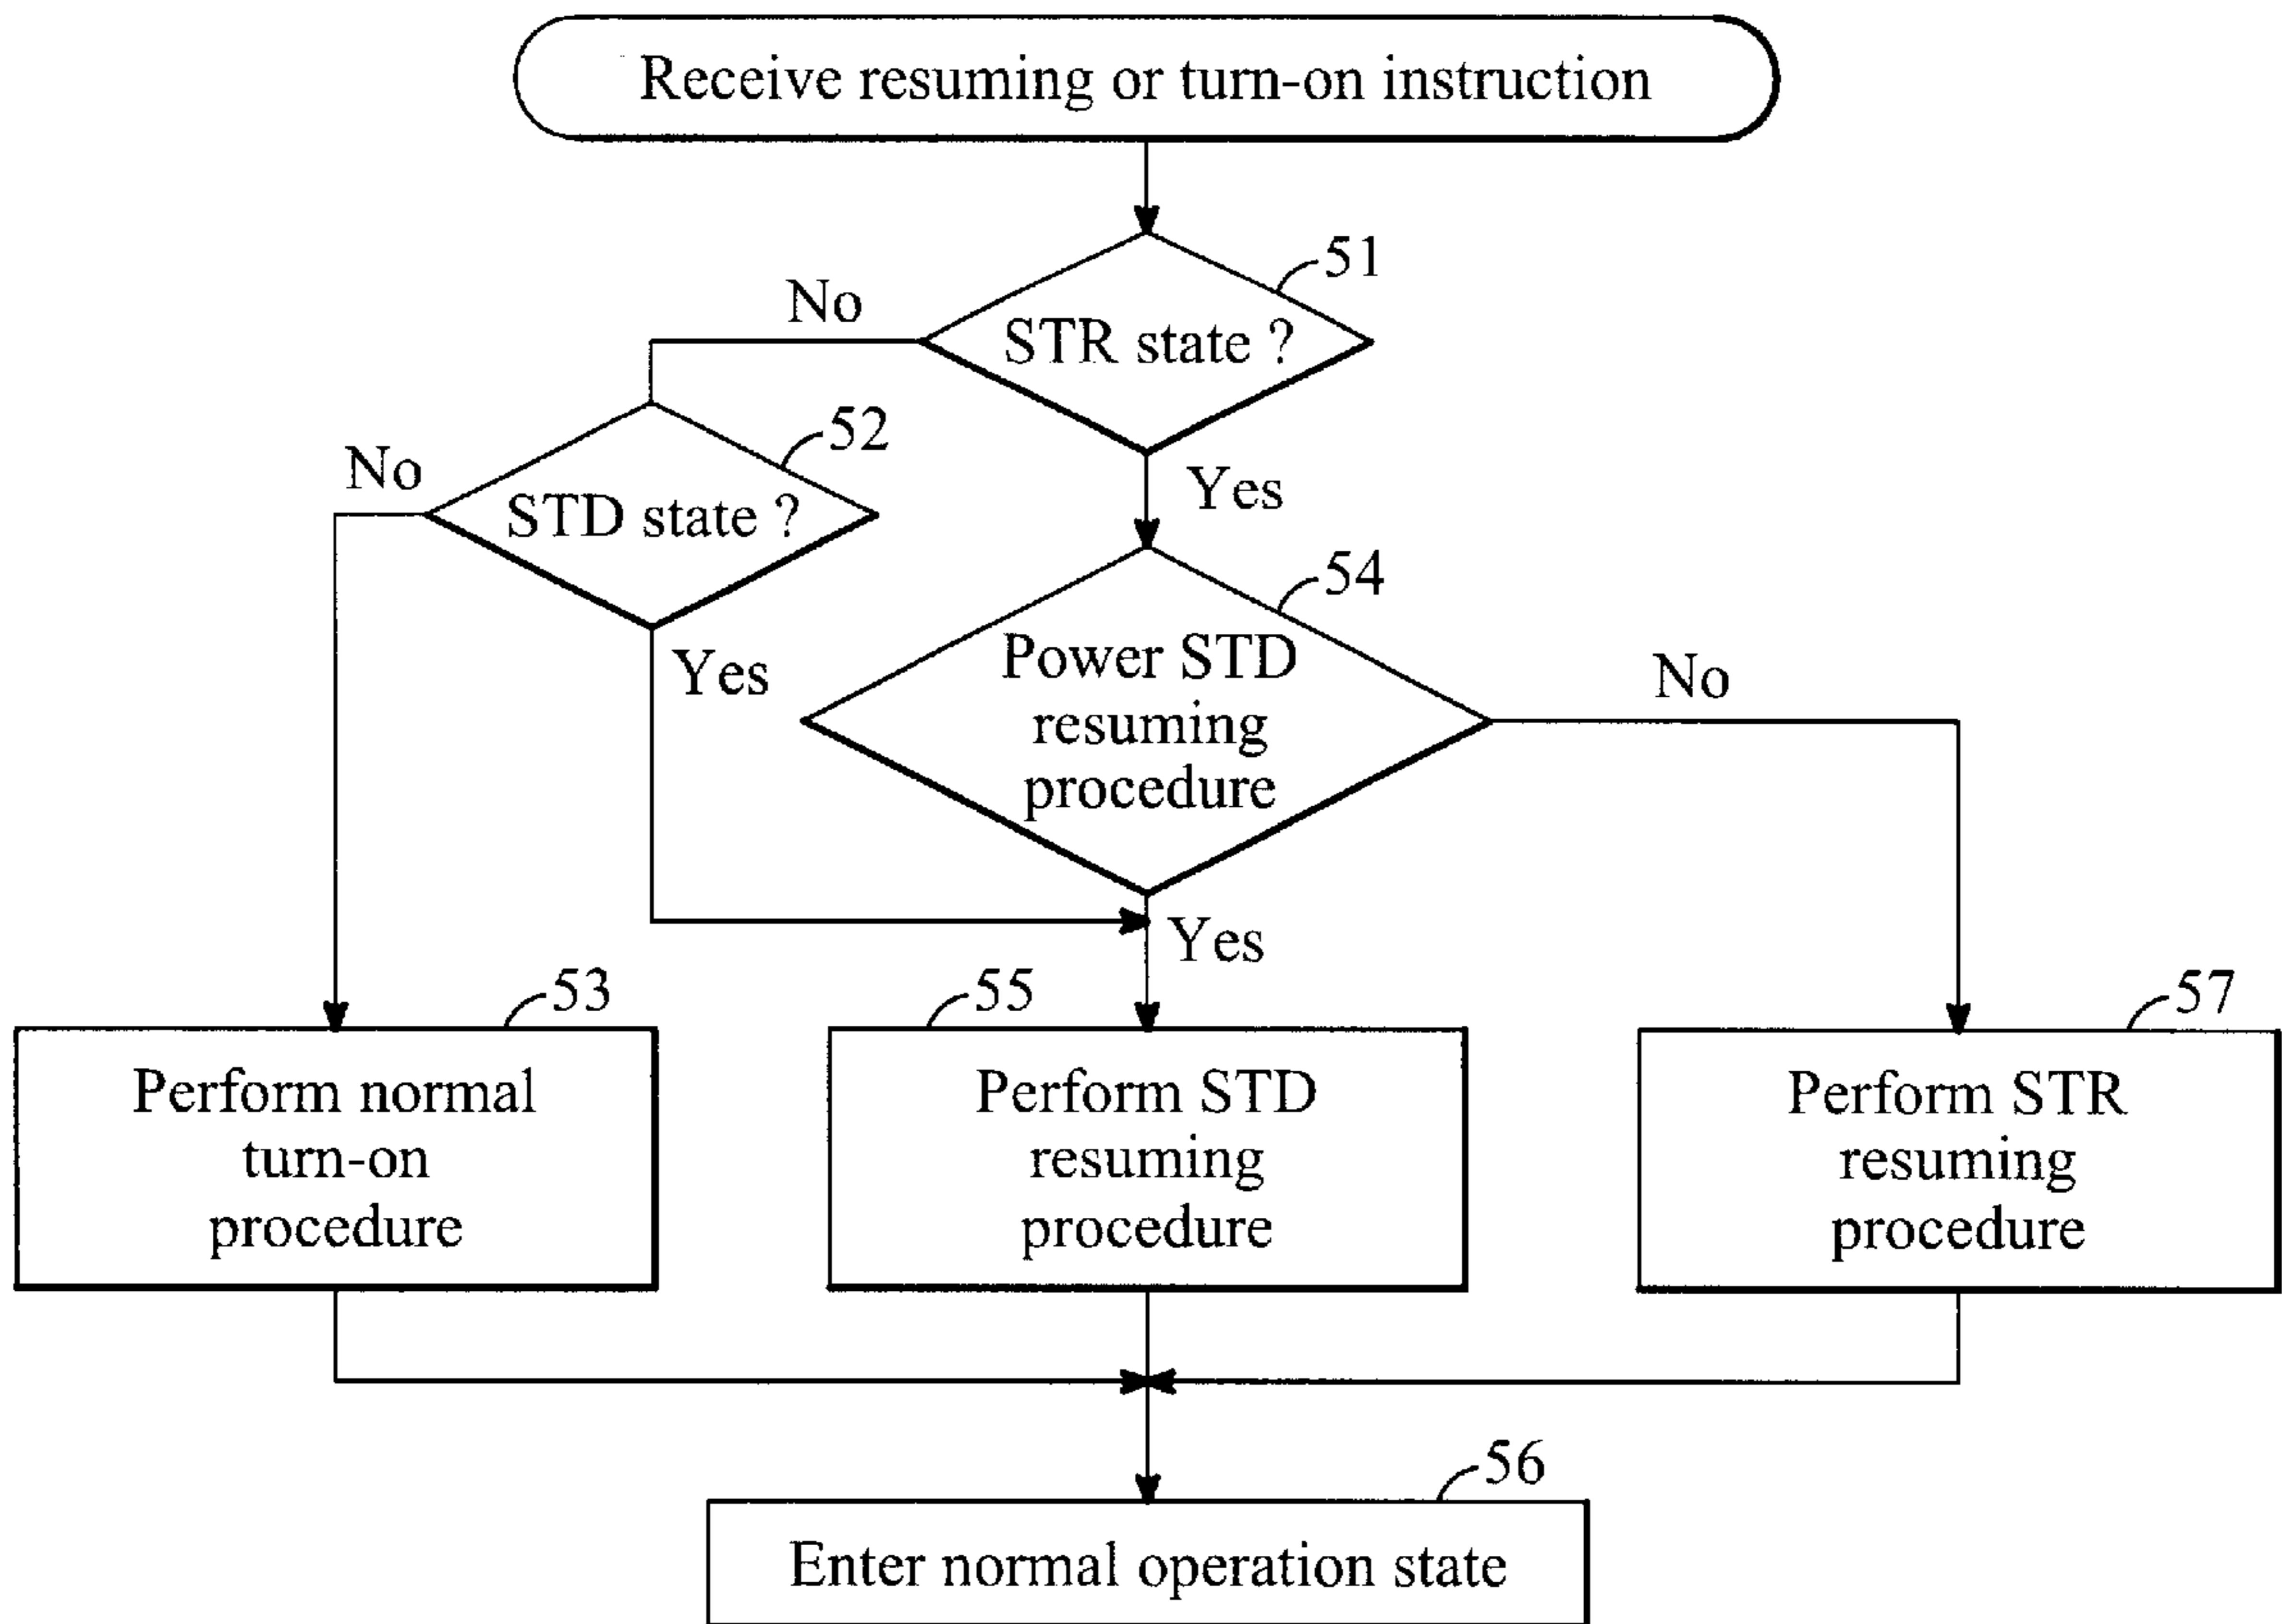 Receive resuming or turn-on instruction
51
No
STR state ?
52
No
Yes
STD state ?
54
Yes
Power STD
resuming
procedure
No
Yes
53
55
57
Perform normal
turn-on
procedure
Perform STD
resuming
procedure
Perform STR
resuming
procedure
56
Enter normal operation state